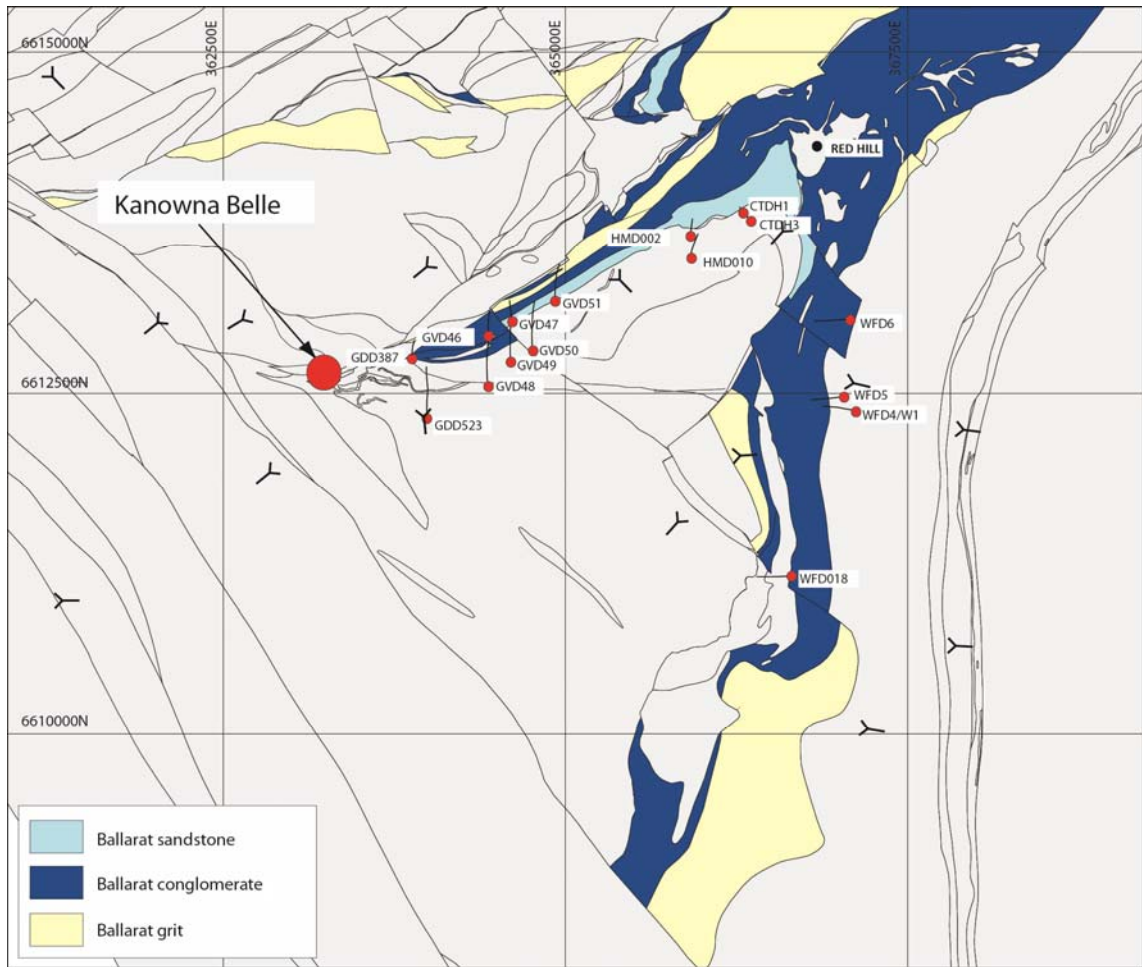 362500E
365000E
367500E
6615000N
RED HILL
Kanowna Belle
CTDH1
CTDH3
HMD002
HMD010
GVD51
GVD47
GVD46
WFD6
GVD50
GDD387
GVD49
GVD48
WFD5
WFD4/W1
6612500N
GDD523
WFD018
6610000N
Ballarat sandstone
Ballarat conglomerate
Ballarat grit